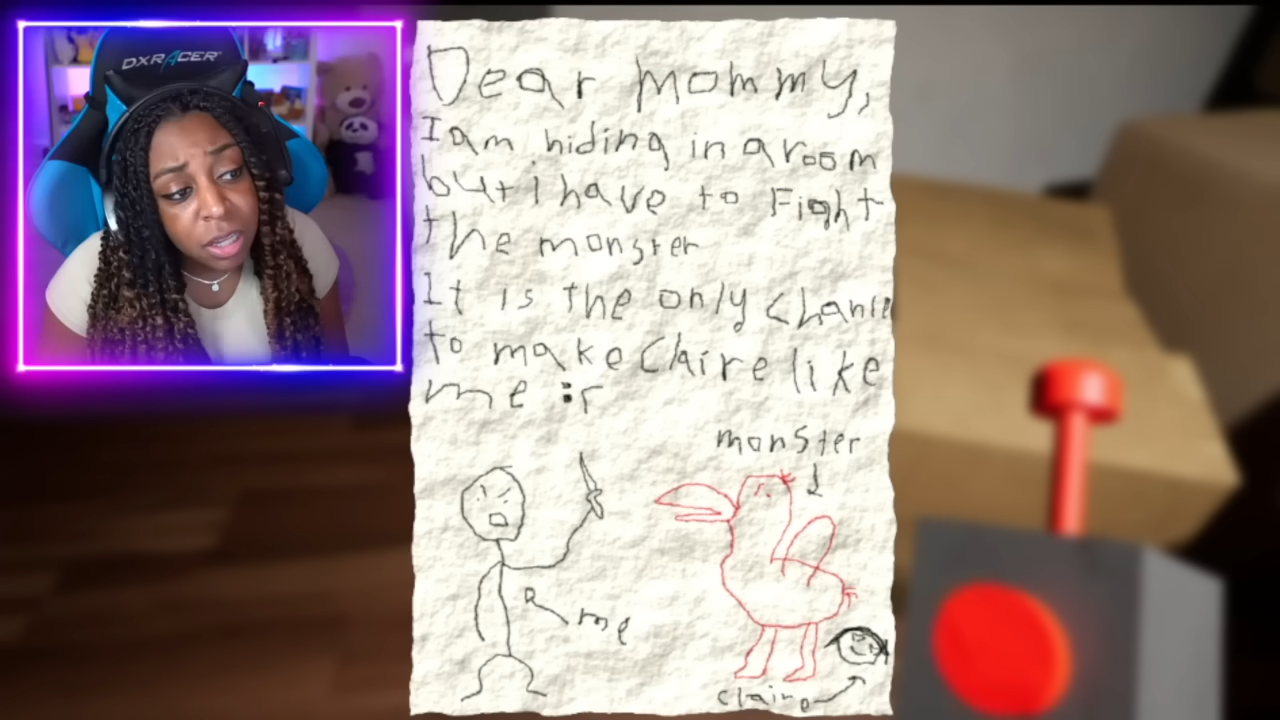 DXRACER
Dear mommy,
I am hiding in a room
but i have to Fight
the monster
It is the only chance
to make Claire like
me :r
monster
me
Claire